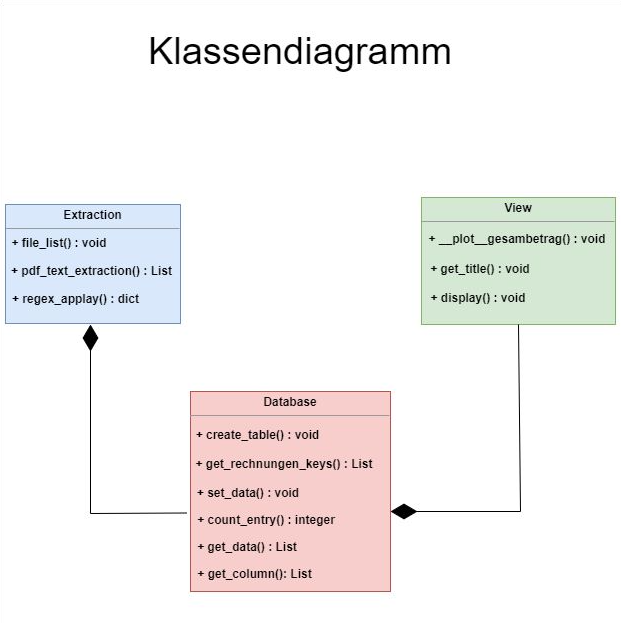 Klassendiagramm
Extraction
+ file_list() : void
+ pdf_text_extraction() : List
+ regex_applay() : dict
View
+ __plot__gesambetrag() : void
+ get_title() : void
+ display() : void
Database
+ create_table() : void
+ get_rechnungen_keys() : List
+ set_data() : void
+ count_entry() : integer
+ get_data() : List
+ get_column(): List